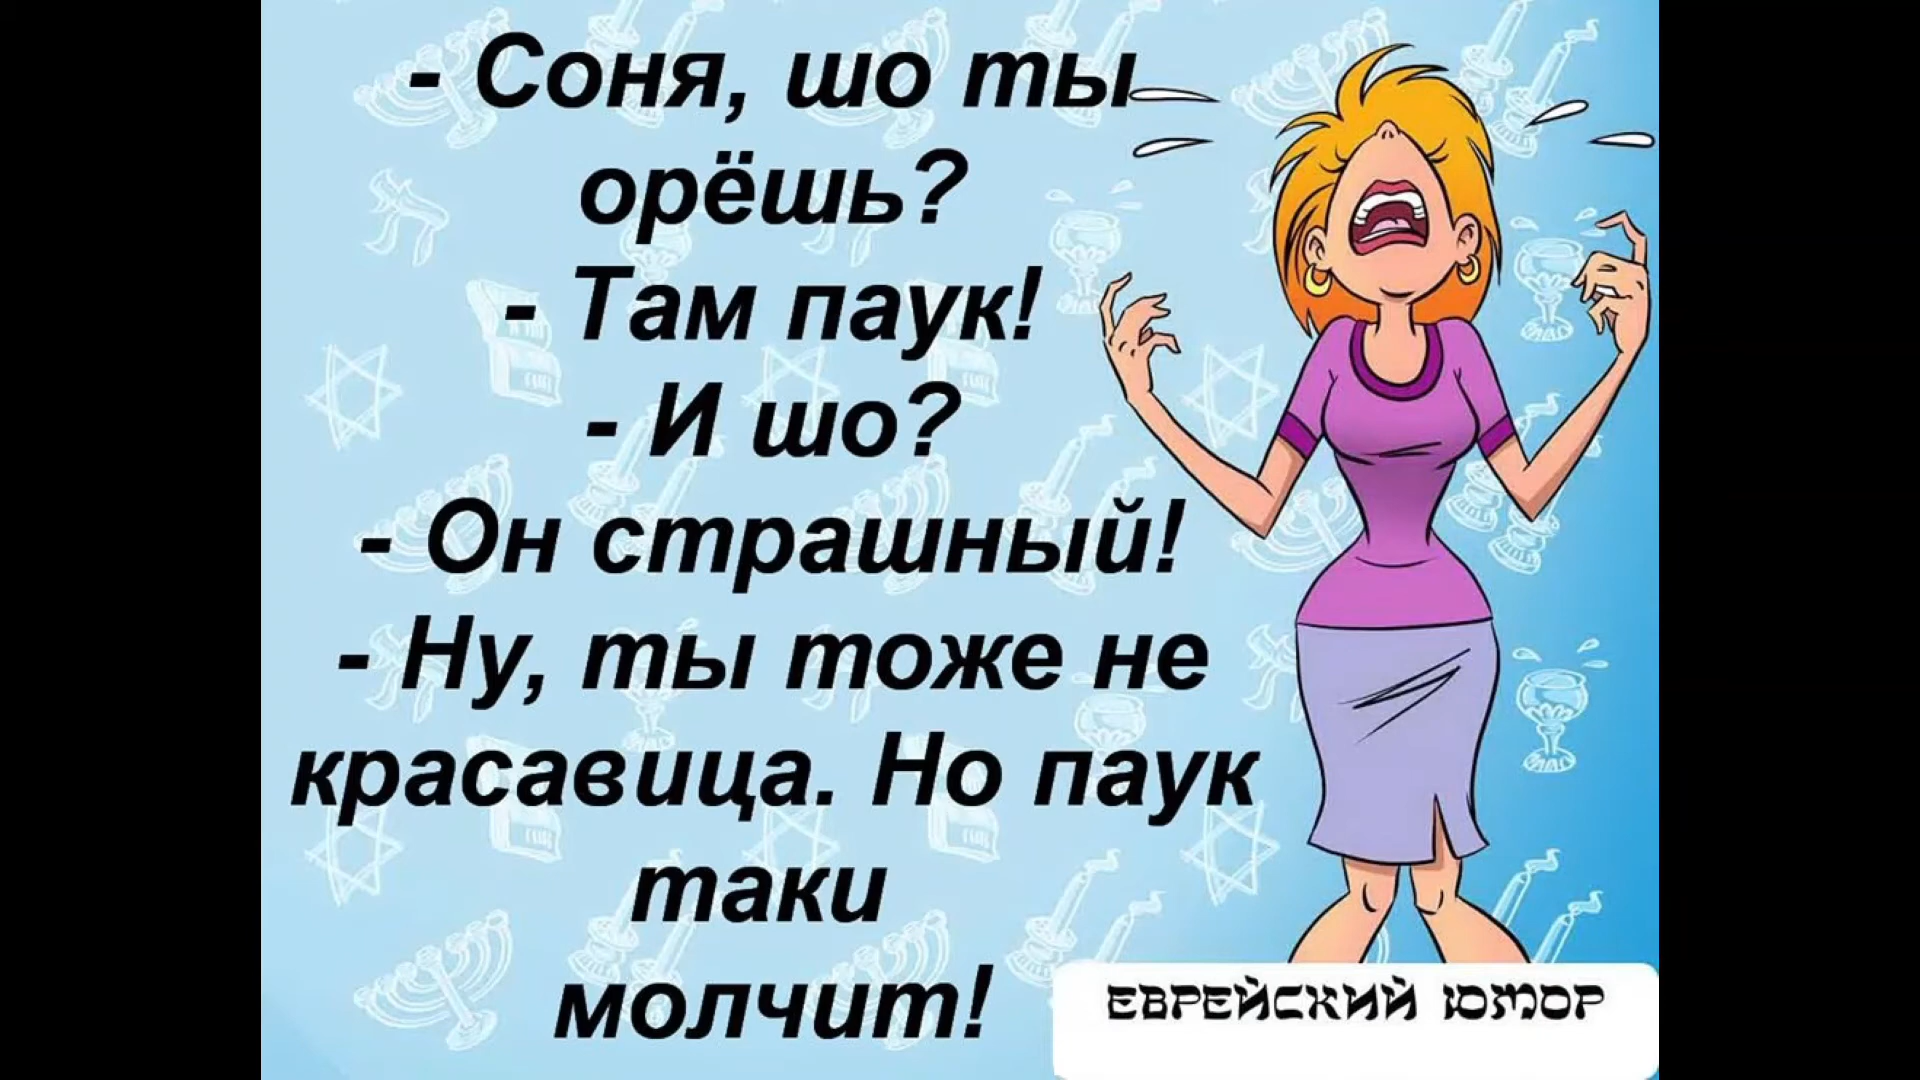 - Соня, шо ты
орёшь?
- Там паук!
- И шо?
- Он страшный!
- Ну, ты тоже не
красавица. Но паук
таки
молчит!
ЕВРЕЙСКИЙ ЮМОР